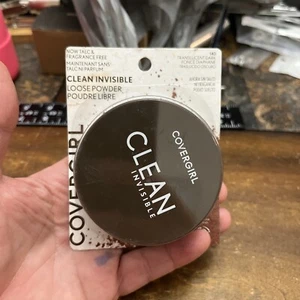 NOW TALC &
FRAGRANCE FREE
MAINTENANT SANS
TALC NI PARFUM
CLEAN INVISIBLE
LOOSE POWDER
POUDRE LIBRE
COVERGIRL
COVERGIRL
CLEAN
INVISIBLE